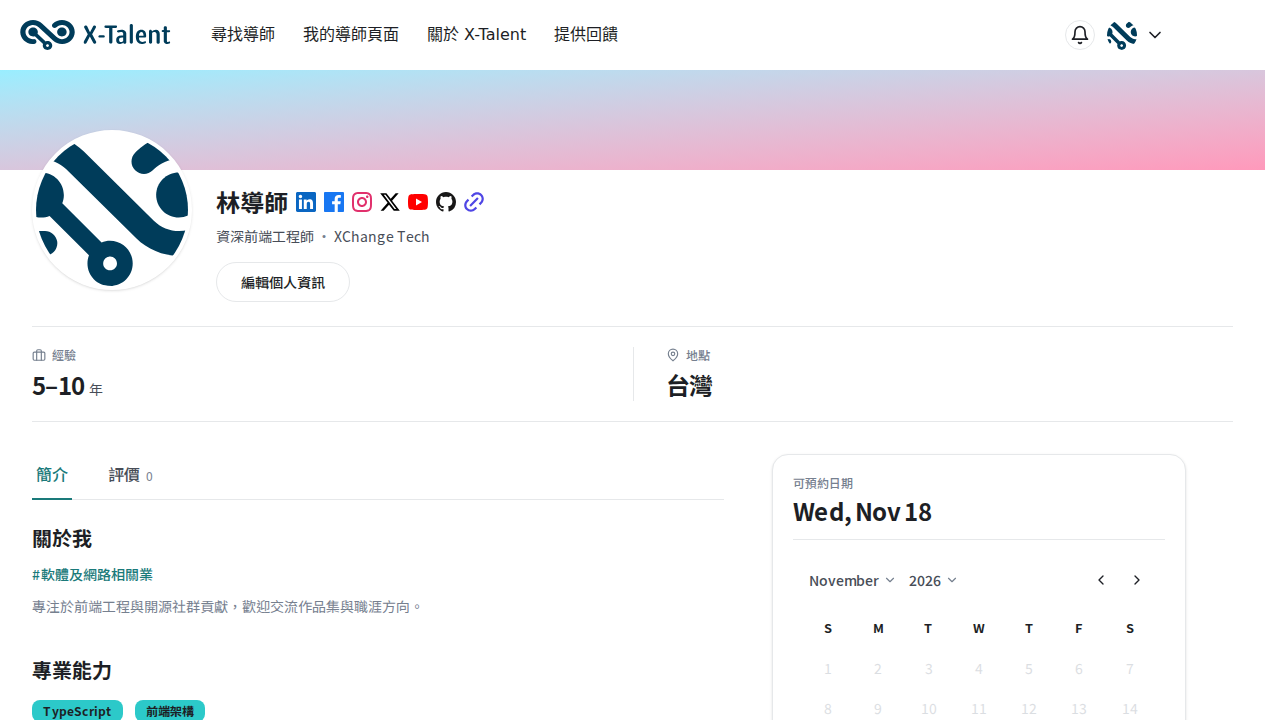 X-Talent 尋找導師 我的導師頁面 關於 X-Talent 提供回饋
林導師
資深前端工程師 • XChange Tech
編輯個人資訊
經驗
5–10 年
地點
台灣
簡介 評價 0
關於我
#軟體及網路相關業
專注於前端工程與開源社群貢獻，歡迎交流作品集與職涯方向。
專業能力
TypeScript 前端架構
可預約日期
Wed, Nov 18
November 2026
S M T W T F S
1 2 3 4 5 6 7
8 9 10 11 12 13 14